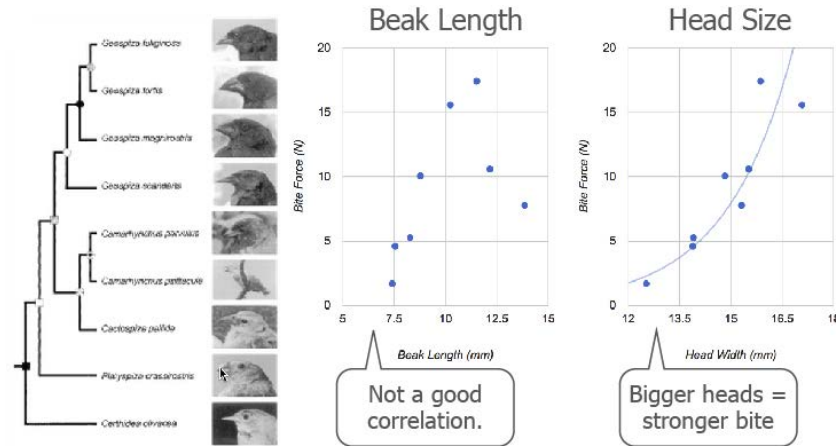 Beak Length
Head Size
Geospiza fuliginosa
Geospiza fortis
Geospiza magnirostris
Geospiza scandens
Camarhynchus parvulus
Camarhynchus psittacula
Cactospiza pallida
Platyspiza crassirostris
Certhidea olivacea
20
15
10
5
0
Bite Force (N)
5
7.5
10
12.5
15
Beak Length (mm)
20
15
10
5
0
Bite Force (N)
12
13.5
15
16.5
18
Head Width (mm)
Not a good
correlation.
Bigger heads =
stronger bite